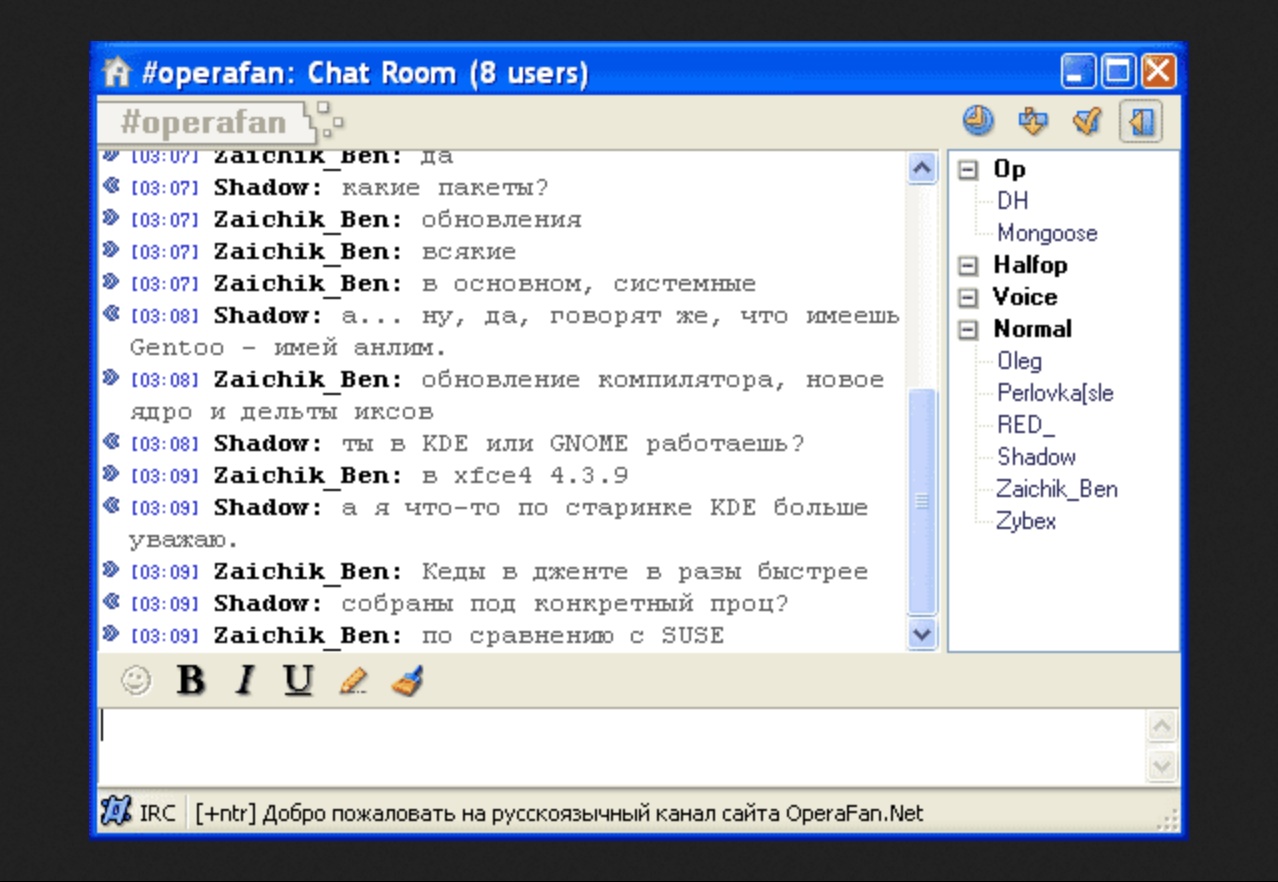 #operafan: Chat Room (8 users)
#operafan
[03:07] Zaichik_Ben: да
[03:07] Shadow: какие пакеты?
[03:07] Zaichik_Ben: обновления
[03:07] Zaichik_Ben: всякие
[03:07] Zaichik_Ben: в основном, системные
[03:08] Shadow: а... ну, да, говорят же, что имеешь
Gentoo - имей анлим.
[03:08] Zaichik_Ben: обновление компилятора, новое
ядро и дельты иксов
[03:08] Shadow: ты в KDE или GNOME работаешь?
[03:09] Zaichik_Ben: в xfce4 4.3.9
[03:09] Shadow: а я что-то по старинке KDE больше
уважаю.
[03:09] Zaichik_Ben: Кеды в дженте в разы быстрее
[03:09] Shadow: собраны под конкретный проц?
[03:09] Zaichik_Ben: по сравнению с SUSE
Op
DH
Mongoose
Halfop
Voice
Normal
Oleg
Perlovka[sle
RED_
Shadow
Zaichik_Ben
Zybex
B I U
IRC [+ntr] Добро пожаловать на русскоязычный канал сайта OperaFan.Net